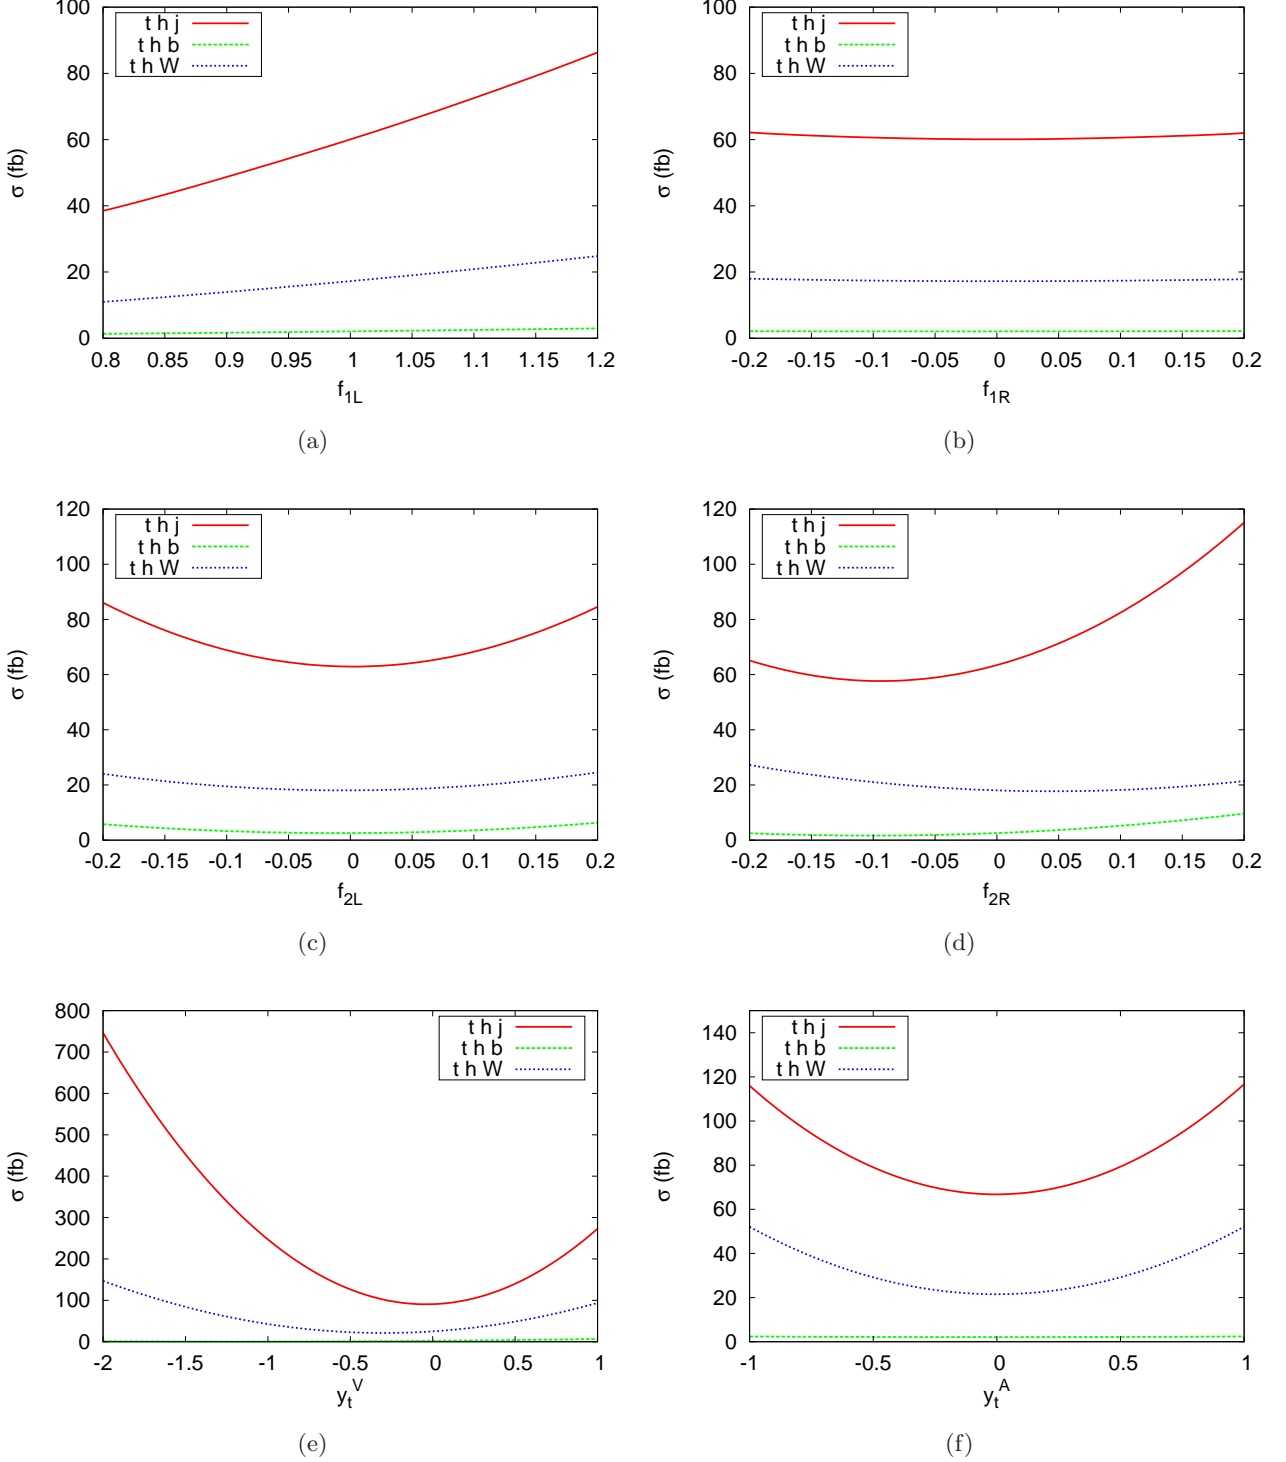 100
80
60
40
20
0
σ (fb)
t h j
t h b
t h W
0.8 0.85 0.9 0.95 1 1.05 1.1 1.15 1.2
f1L
(a)
100
80
60
40
20
0
σ (fb)
t h j
t h b
t h W
-0.2 -0.15 -0.1 -0.05 0 0.05 0.1 0.15 0.2
f1R
(b)
120
100
80
60
40
20
0
σ (fb)
t h j
t h b
t h W
-0.2 -0.15 -0.1 -0.05 0 0.05 0.1 0.15 0.2
f2L
(c)
120
100
80
60
40
20
0
σ (fb)
t h j
t h b
t h W
-0.2 -0.15 -0.1 -0.05 0 0.05 0.1 0.15 0.2
f2R
(d)
800
700
600
500
400
300
200
100
0
σ (fb)
t h j
t h b
t h W
-2 -1.5 -1 -0.5 0 0.5 1
ytV
(e)
140
120
100
80
60
40
20
0
σ (fb)
t h j
t h b
t h W
-1 -0.5 0 0.5 1
ytA
(f)